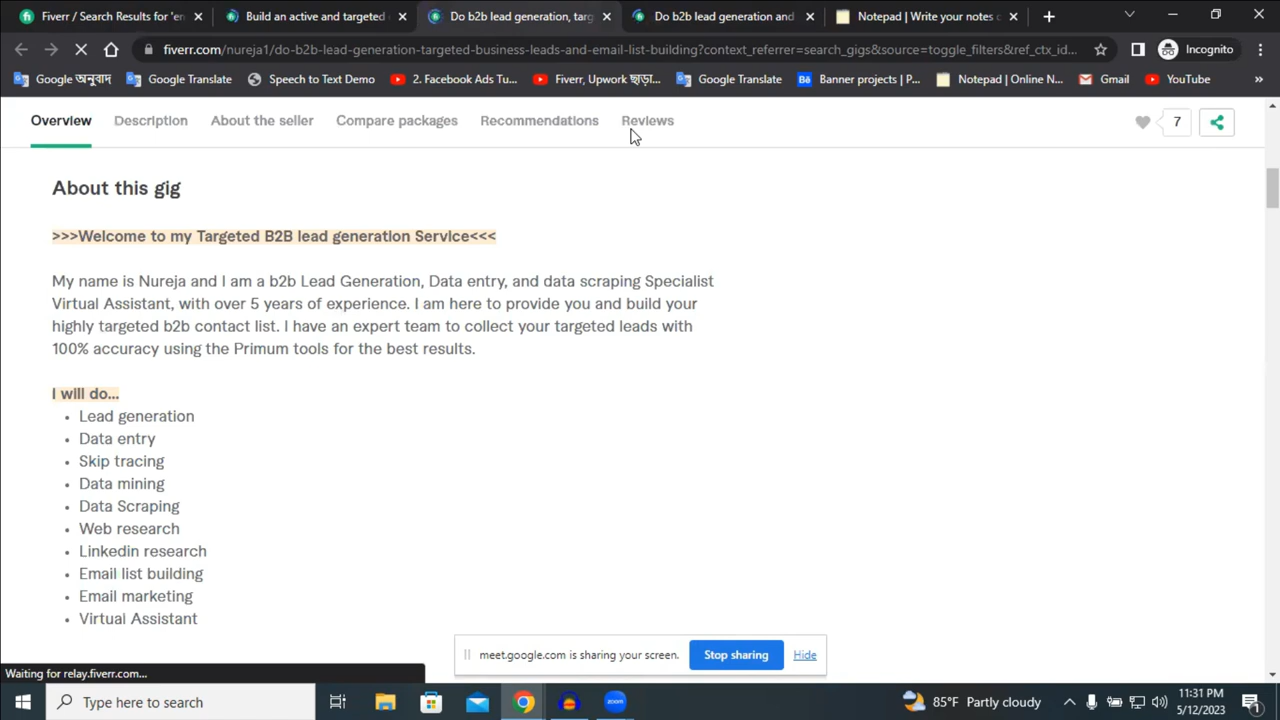 Fiverr / Search Results for 'en
Build an active and targeted
Do b2b lead generation, targ
Do b2b lead generation and
Notepad | Write your notes o
fiverr.com/nureja1/do-b2b-lead-generation-targeted-business-leads-and-email-list-building?context_referrer=search_gigs&source=toggle_filters&ref_ctx_id...
Incognito
Google অনুবাদ
Google Translate
Speech to Text Demo
2. Facebook Ads Tu...
Fiverr, Upwork ছাড়া...
Google Translate
Banner projects | P...
Notepad | Online N...
Gmail
YouTube
»
Overview
Description
About the seller
Compare packages
Recommendations
Reviews
7
About this gig
>>>Welcome to my Targeted B2B lead generation Service<<<
My name is Nureja and I am a b2b Lead Generation, Data entry, and data scraping Specialist
Virtual Assistant, with over 5 years of experience. I am here to provide you and build your
highly targeted b2b contact list. I have an expert team to collect your targeted leads with
100% accuracy using the Primum tools for the best results.
I will do...
• Lead generation
• Data entry
• Skip tracing
• Data mining
• Data Scraping
• Web research
• Linkedin research
• Email list building
• Email marketing
• Virtual Assistant
meet.google.com is sharing your screen.
Stop sharing
Hide
Waiting for relay.fiverr.com...
Type here to search
zoom
85°F Partly cloudy
11:31 PM
5/12/2023
1